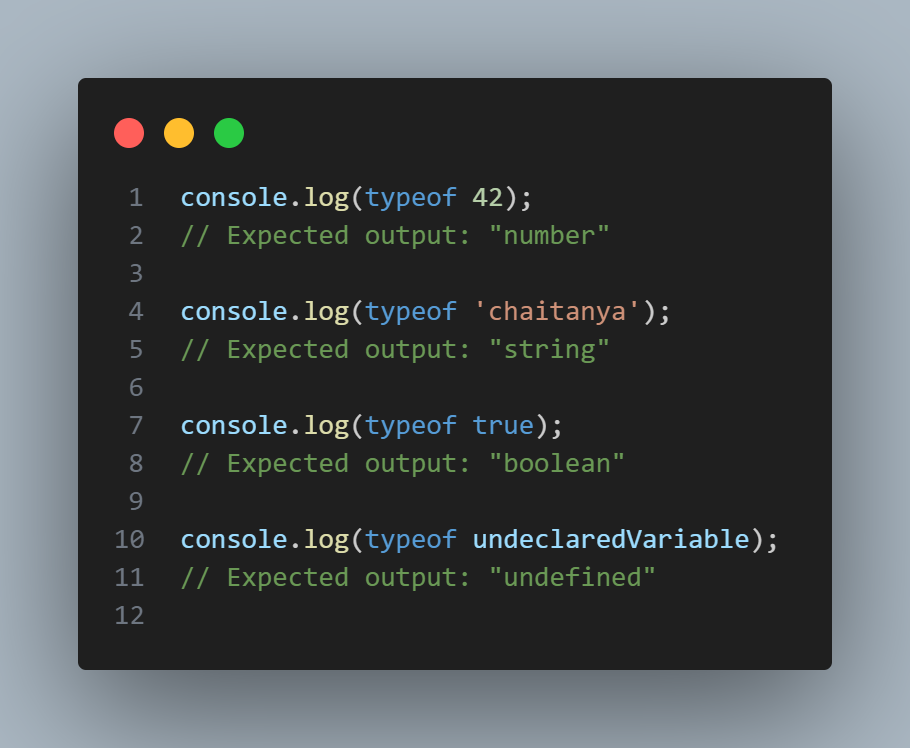 1 console.log(typeof 42);
2 // Expected output: "number"
3
4 console.log(typeof 'chaitanya');
5 // Expected output: "string"
6
7 console.log(typeof true);
8 // Expected output: "boolean"
9
10 console.log(typeof undeclaredVariable);
11 // Expected output: "undefined"
12